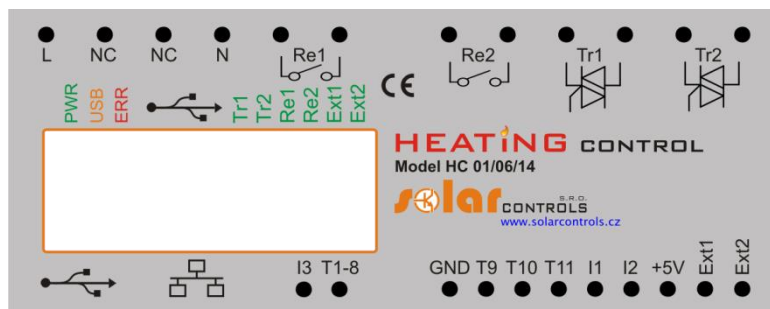 L NC NC N Re1 Re2 Tr1 Tr2
PWR USB ERR Tr1 Tr2 Re1 Re2 Ext1 Ext2
CE
HEATING CONTROL
Model HC 01/06/14
solar CONTROLS S.R.O.
www.solarcontrols.cz
I3 T1-8 GND T9 T10 T11 I1 I2 +5V Ext1 Ext2